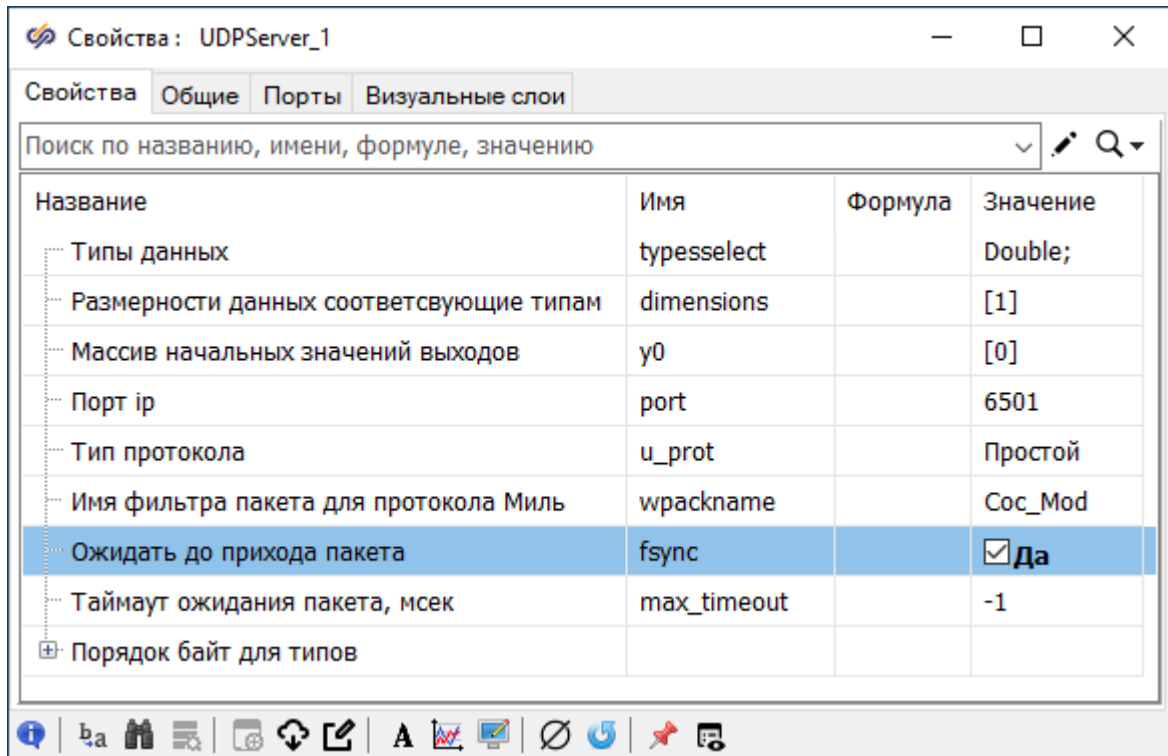 Свойства: UDPServer_1
Свойства Общие Порты Визуальные слои
Поиск по названию, имени, формуле, значению
Название Имя Формула Значение
Типы данных typesselect Double;
Размерности данных соответсвующие типам dimensions [1]
Массив начальных значений выходов y0 [0]
Порт ip port 6501
Тип протокола u_prot Простой
Имя фильтра пакета для протокола Миль wpackname Coc_Mod
Ожидать до прихода пакета fsync Да
Таймаут ожидания пакета, мсек max_timeout -1
Порядок байт для типов